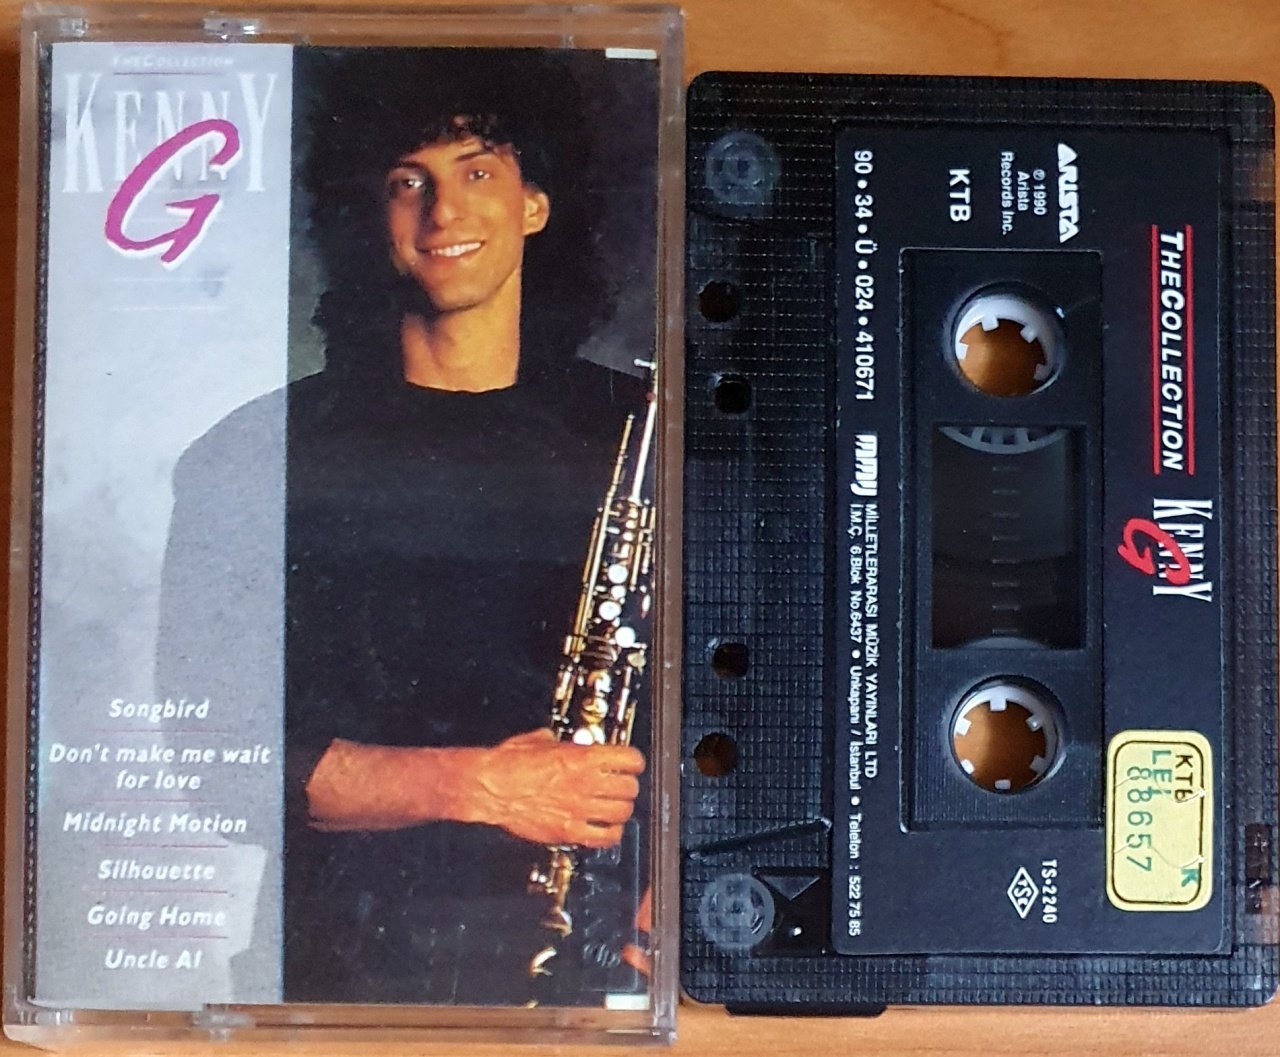 THE COLLECTION
KENNY
G
Songbird
Don't make me wait
for love
Midnight Motion
Silhouette
Going Home
Uncle Al
ARISTA
℗ 1990
Arista
Records Inc.
KTB
90 • 34 • Ü • 024 • 410671
THE COLLECTION
KENNY
G
mmy MİLLETLERARASI MÜZİK YAYINLARI LTD
İ.M.Ç. 6.Blok No.6437 • Unkapanı / İstanbul • Telefon : 522 75 85
TS•2240
TSE
KTB
K
88657